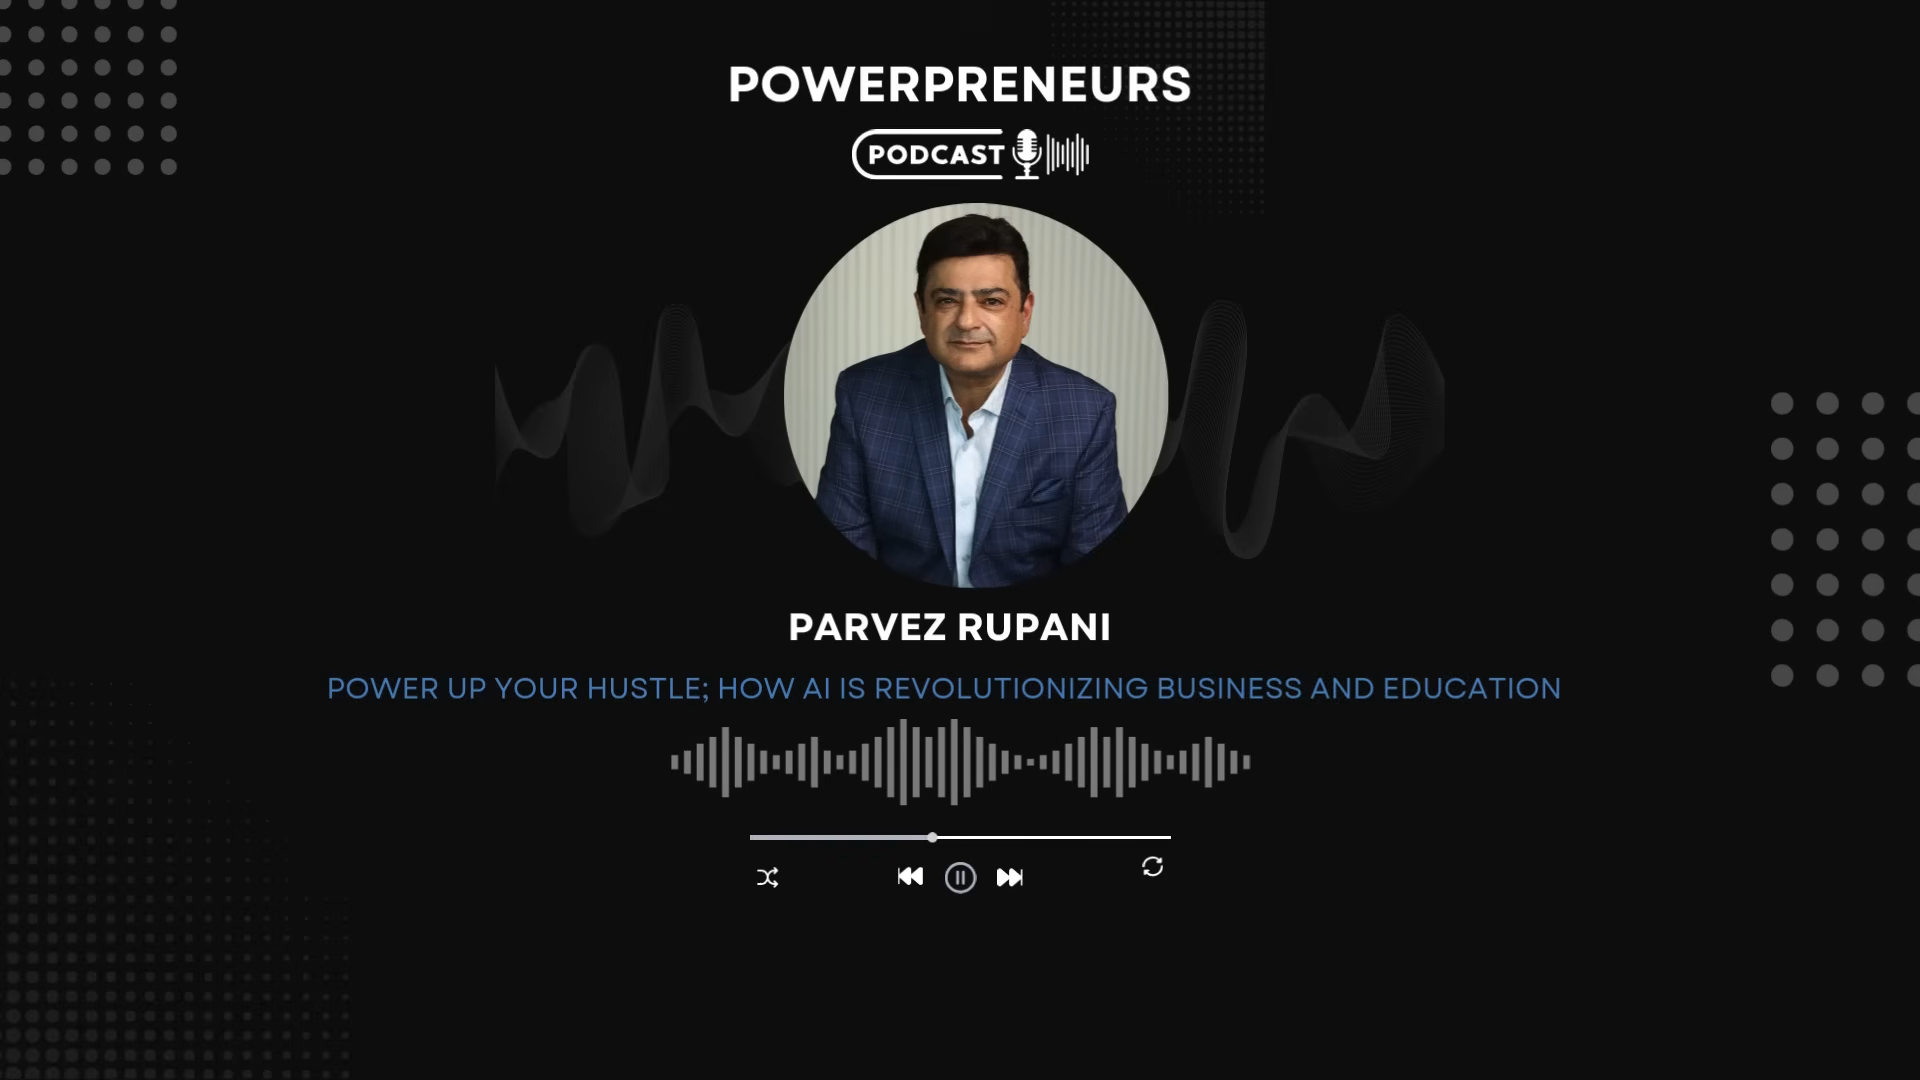 POWERPRENEURS
PODCAST
PARVEZ RUPANI
POWER UP YOUR HUSTLE; HOW AI IS REVOLUTIONIZING BUSINESS AND EDUCATION